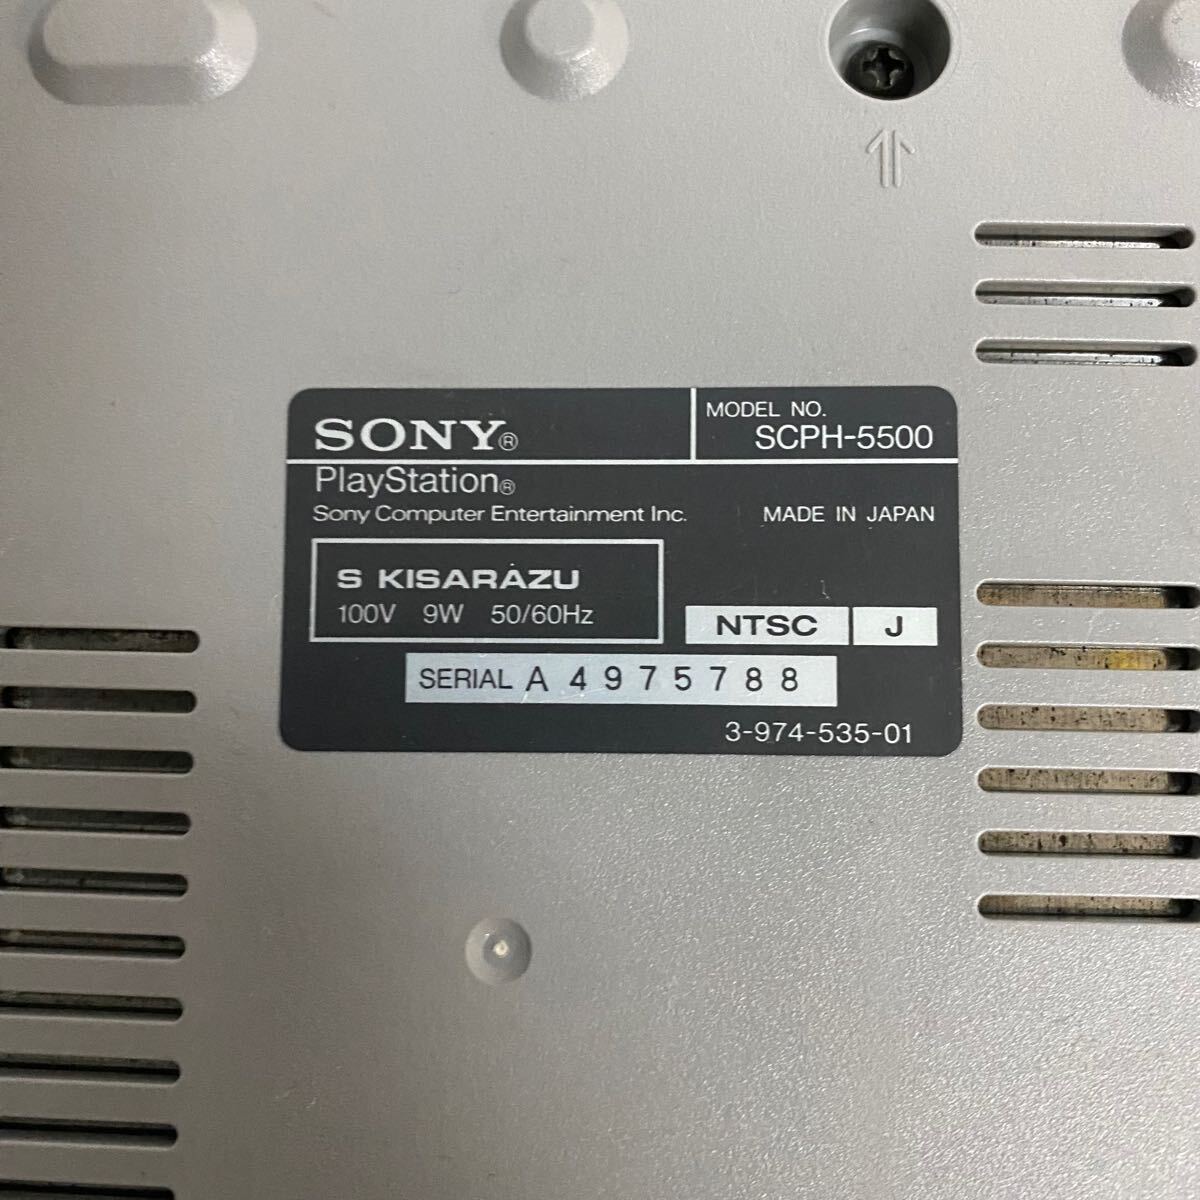 SONY®
MODEL NO.
SCPH-5500
PlayStation®
Sony Computer Entertainment Inc.
MADE IN JAPAN
S KISARAZU
100V 9W 50/60Hz
NTSC J
SERIAL A 4975788
3-974-535-01